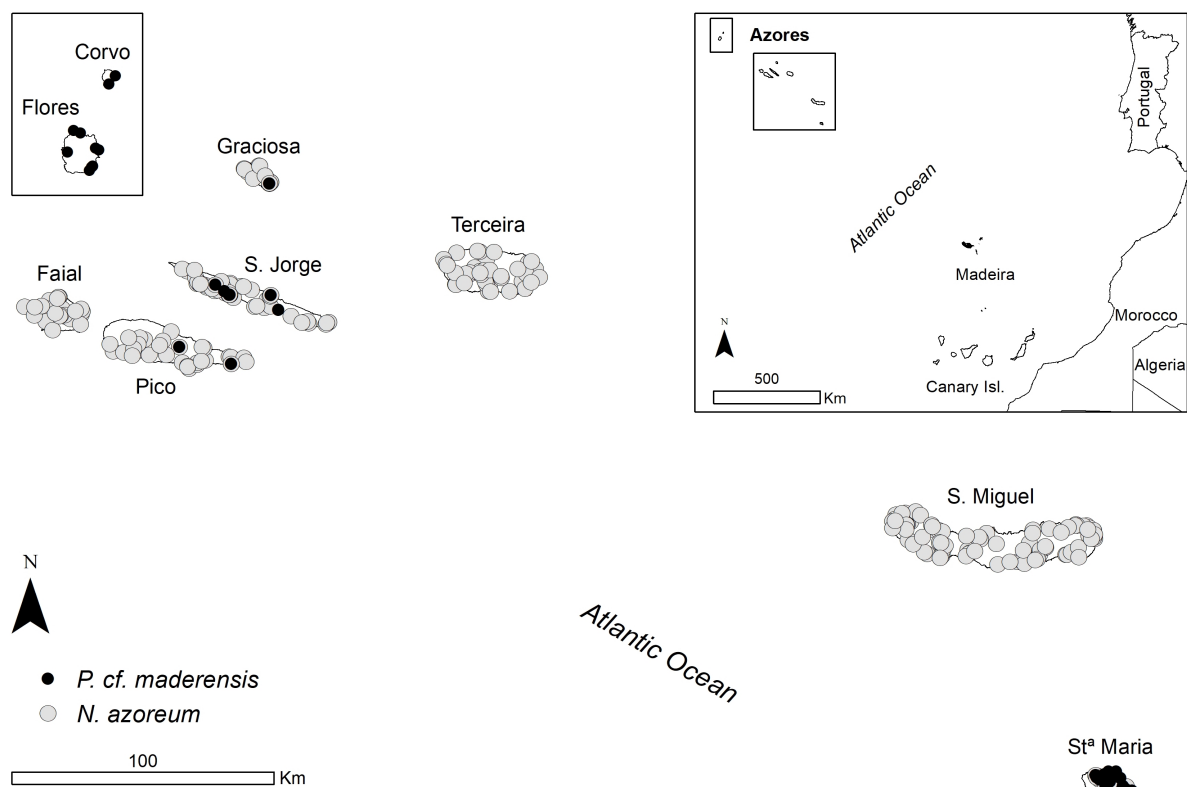 Corvo
Flores
Graciosa
Terceira
S. Jorge
Faial
Pico
Azores
Portugal
Atlantic Ocean
Madeira
Morocco
Algeria
Canary Isl.
N
500
Km
S. Miguel
N
Atlantic Ocean
P. cf. maderensis
N. azoreum
100
Km
Stª Maria